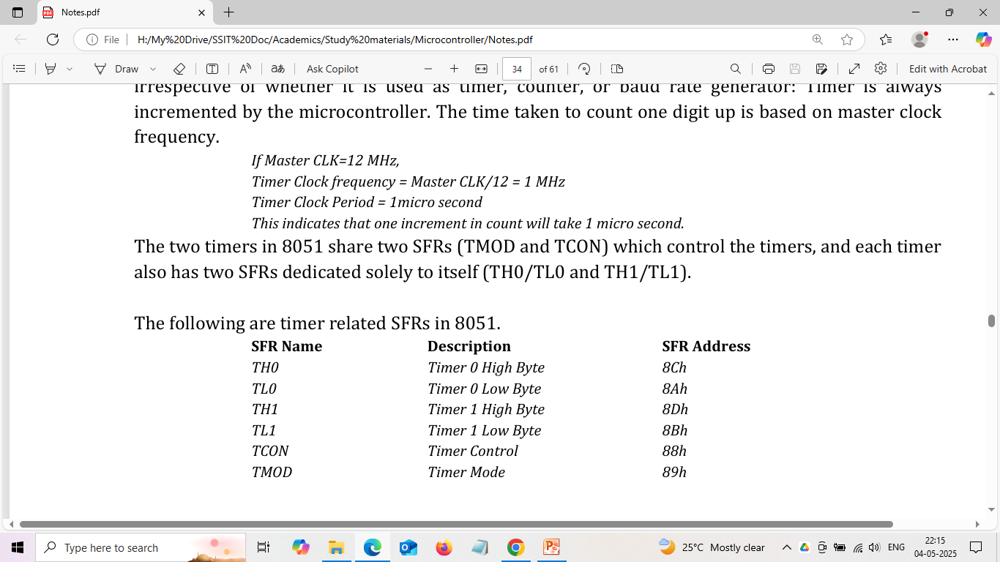 Notes.pdf
File
H:/My%20Drive/SSIT%20Doc/Academics/Study%20materials/Microcontroller/Notes.pdf
Draw
Ask Copilot
34 of 61
Edit with Acrobat
irrespective of whether it is used as timer, counter, or baud rate generator: Timer is always
incremented by the microcontroller. The time taken to count one digit up is based on master clock
frequency.
If Master CLK=12 MHz,
Timer Clock frequency = Master CLK/12 = 1 MHz
Timer Clock Period = 1micro second
This indicates that one increment in count will take 1 micro second.
The two timers in 8051 share two SFRs (TMOD and TCON) which control the timers, and each timer
also has two SFRs dedicated solely to itself (TH0/TL0 and TH1/TL1).
The following are timer related SFRs in 8051.
SFR Name Description SFR Address
TH0 Timer 0 High Byte 8Ch
TL0 Timer 0 Low Byte 8Ah
TH1 Timer 1 High Byte 8Dh
TL1 Timer 1 Low Byte 8Bh
TCON Timer Control 88h
TMOD Timer Mode 89h
Type here to search
25°C Mostly clear
ENG
22:15
04-05-2025